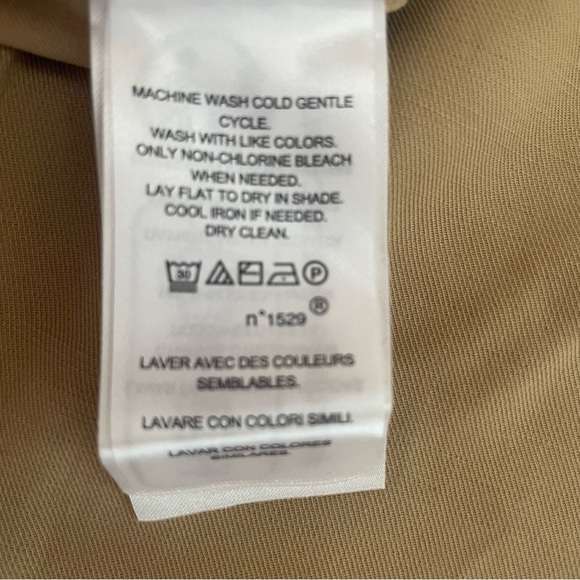 MACHINE WASH COLD GENTLE
CYCLE.
WASH WITH LIKE COLORS.
ONLY NON-CHLORINE BLEACH
WHEN NEEDED.
LAY FLAT TO DRY IN SHADE.
COOL IRON IF NEEDED.
DRY CLEAN.
30 P
n°1529 ®
LAVER AVEC DES COULEURS
SEMBLABLES.
LAVARE CON COLORI SIMILI.
LAVAR CON COLORES
SIMILARES.